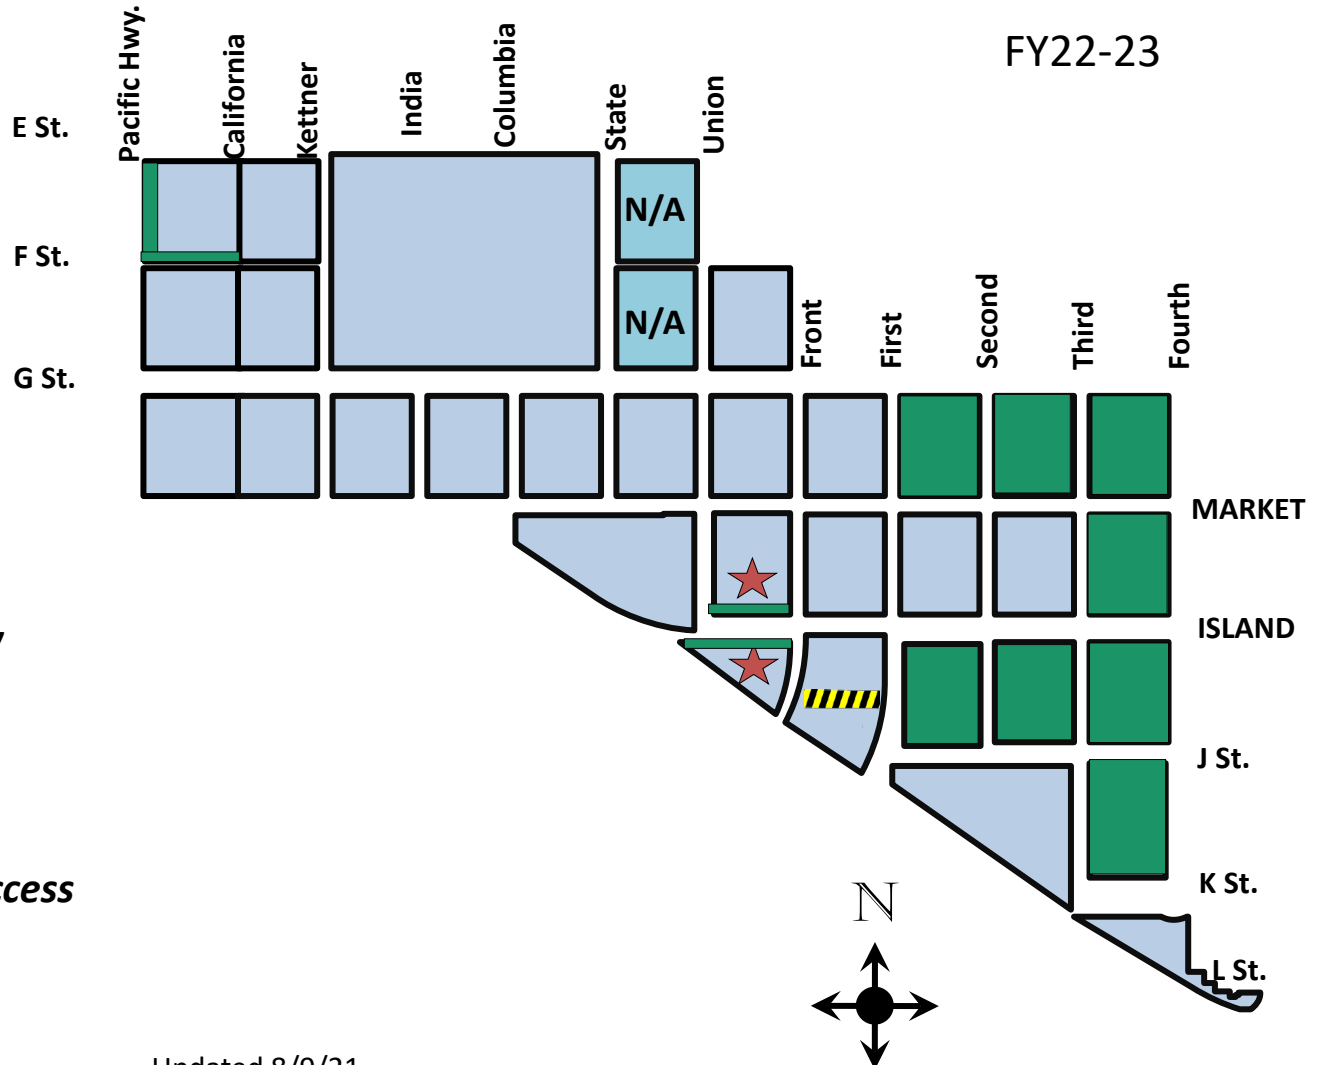 FY22-23
Pacific Hwy.
California
Kettner
India
Columbia
State
Union
E St.
N/A
F St.
N/A
Front
First
Second
Third
Fourth
G St.
MARKET
ISLAND
J St.
K St.
N
L St.